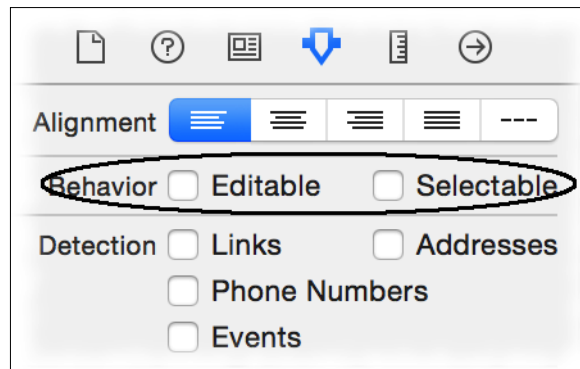 Alignment
Behavior Editable Selectable
Detection Links Addresses
Phone Numbers
Events